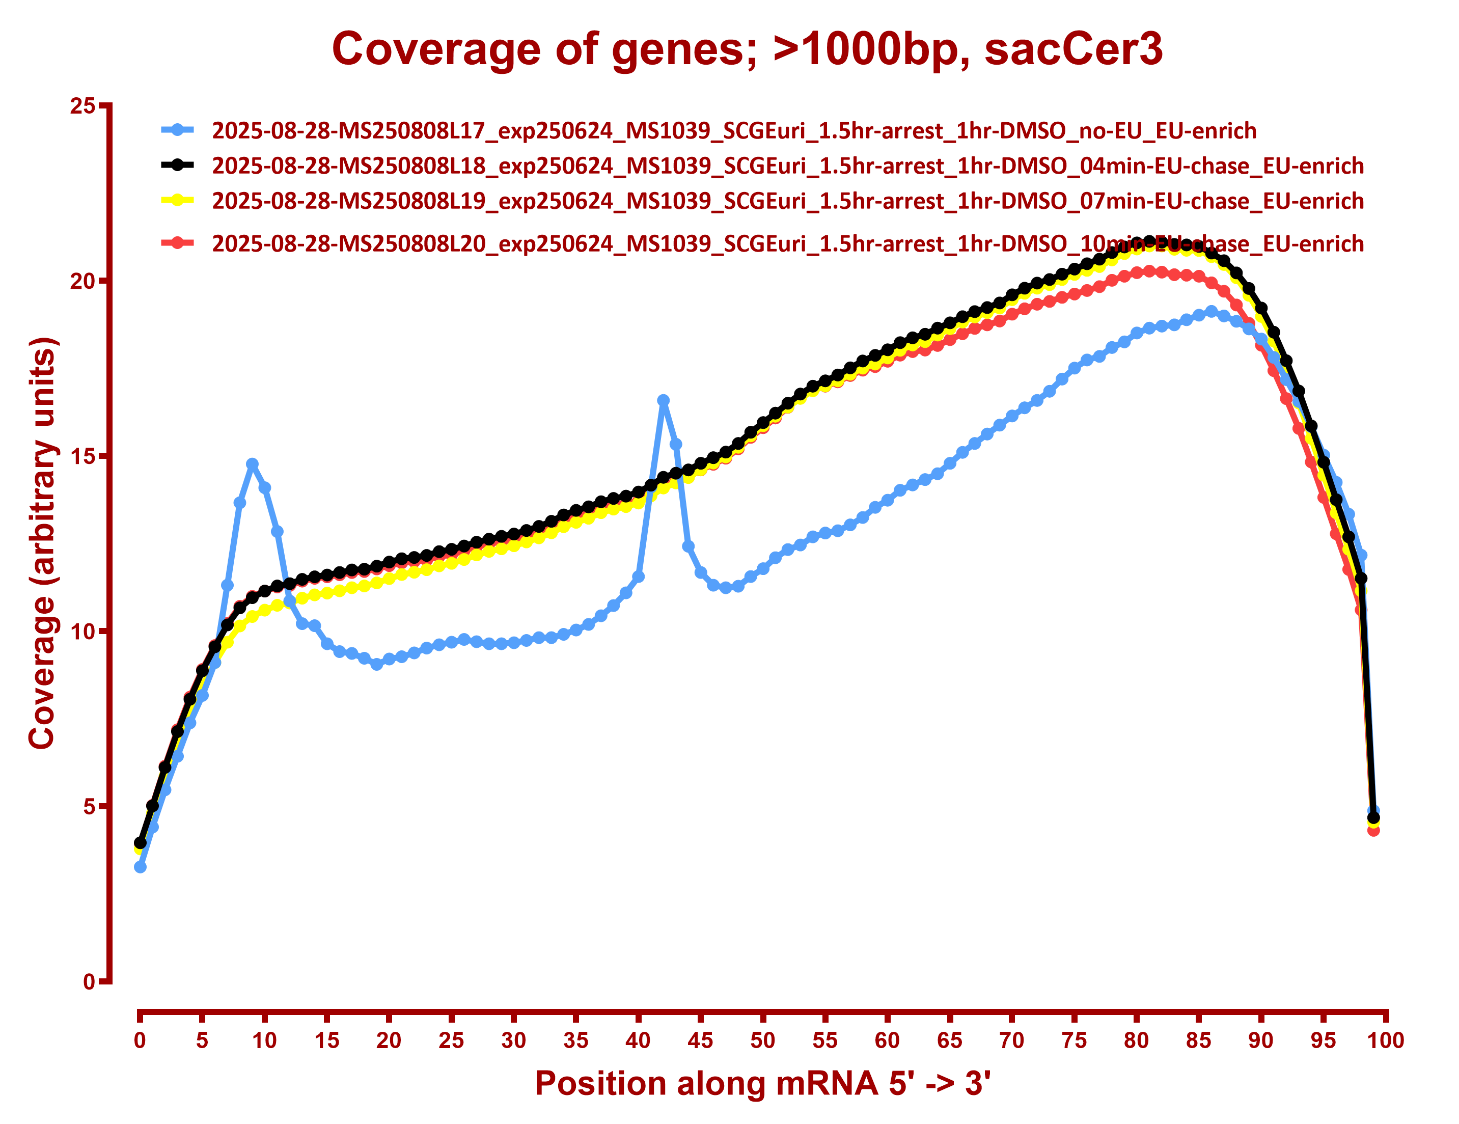 Coverage of genes; >1000bp, sacCer3
2025-08-28-MS250808L17_exp250624_MS1039_SCGEuri_1.5hr-arrest_1hr-DMSO_no-EU_EU-enrich
2025-08-28-MS250808L18_exp250624_MS1039_SCGEuri_1.5hr-arrest_1hr-DMSO_04min-EU-chase_EU-enrich
2025-08-28-MS250808L19_exp250624_MS1039_SCGEuri_1.5hr-arrest_1hr-DMSO_07min-EU-chase_EU-enrich
2025-08-28-MS250808L20_exp250624_MS1039_SCGEuri_1.5hr-arrest_1hr-DMSO_10min-EU-chase_EU-enrich
Coverage (arbitrary units)
25
20
15
10
5
0
0 5 10 15 20 25 30 35 40 45 50 55 60 65 70 75 80 85 90 95 100
Position along mRNA 5' -> 3'